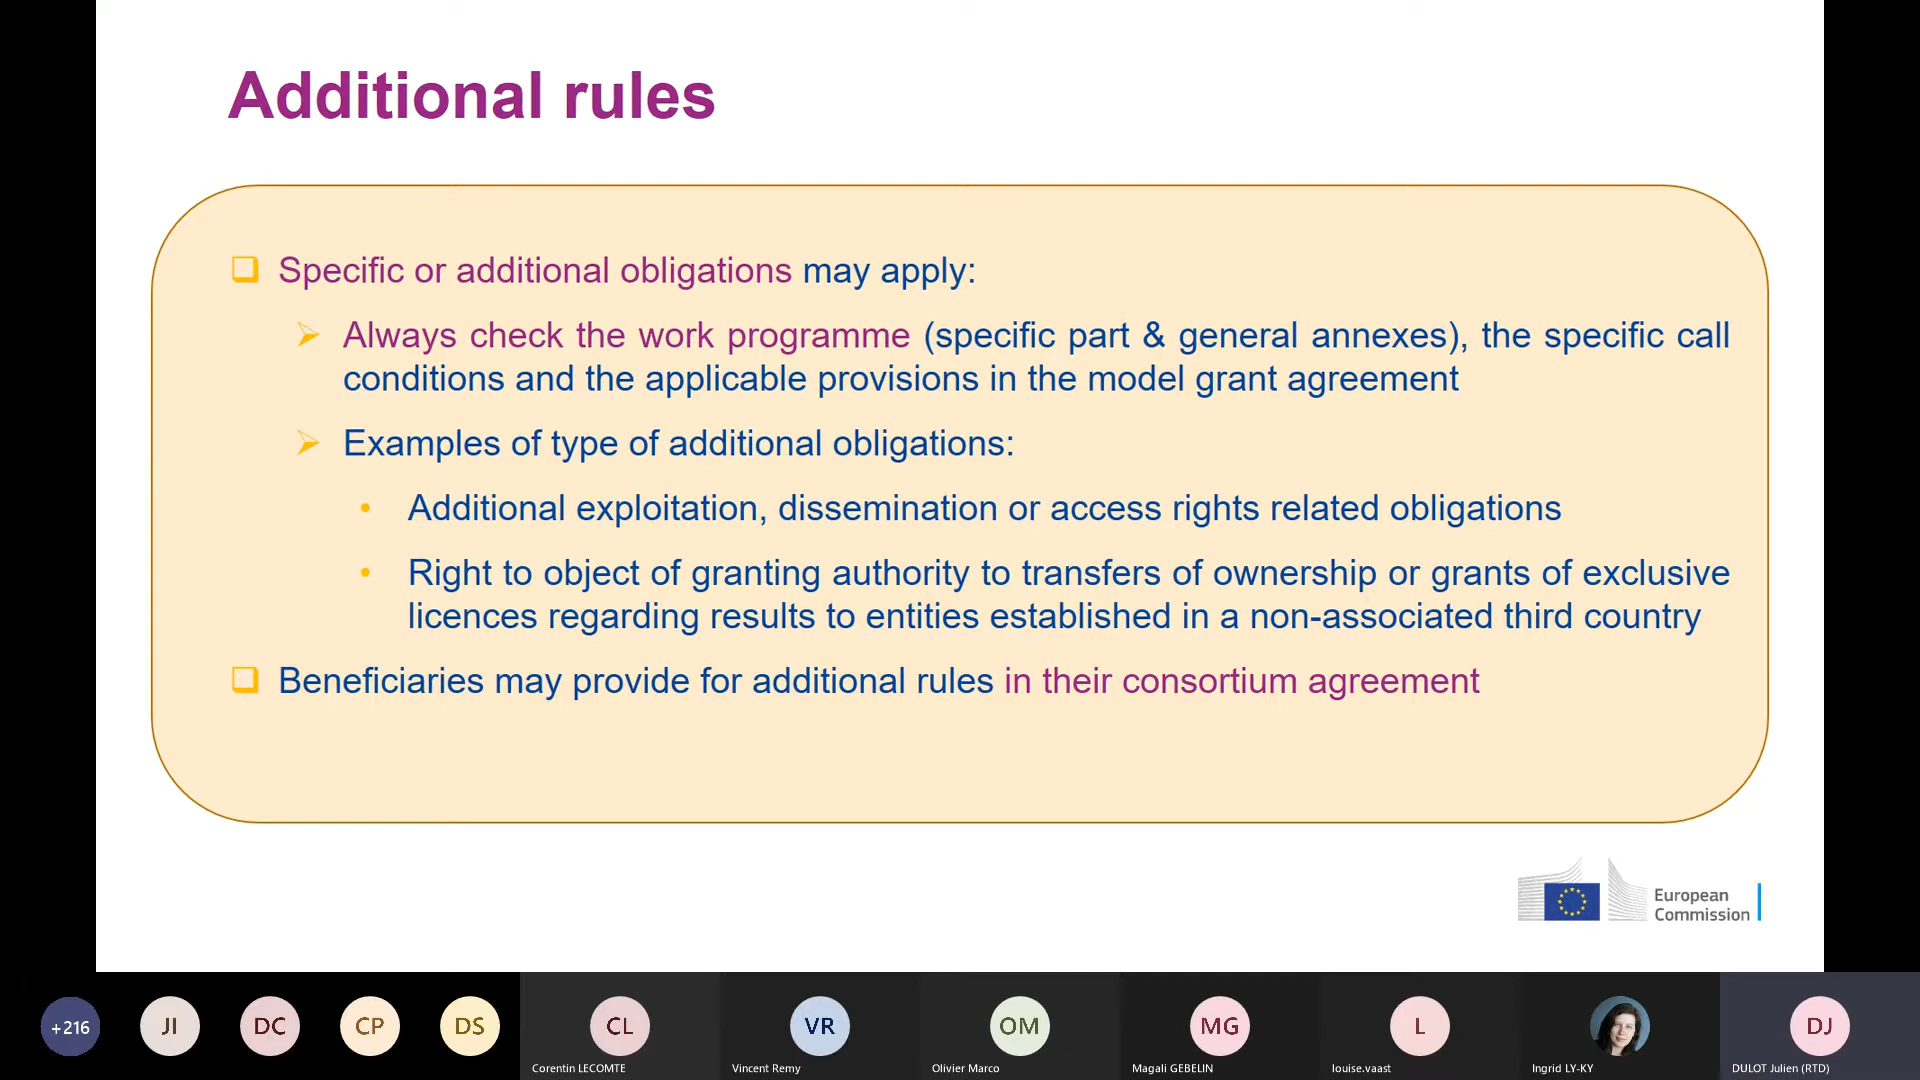 Additional rules
Specific or additional obligations may apply:
Always check the work programme (specific part & general annexes), the specific call
conditions and the applicable provisions in the model grant agreement
Examples of type of additional obligations:
Additional exploitation, dissemination or access rights related obligations
Right to object of granting authority to transfers of ownership or grants of exclusive
licences regarding results to entities established in a non-associated third country
Beneficiaries may provide for additional rules in their consortium agreement
European
Commission
+216
JI
DC
CP
DS
CL
VR
OM
MG
L
DJ
Corentin LECOMTE
Vincent Remy
Olivier Marco
Magali GEBELIN
louise.vaast
Ingrid LY-KY
DULOT Julien (RTD)